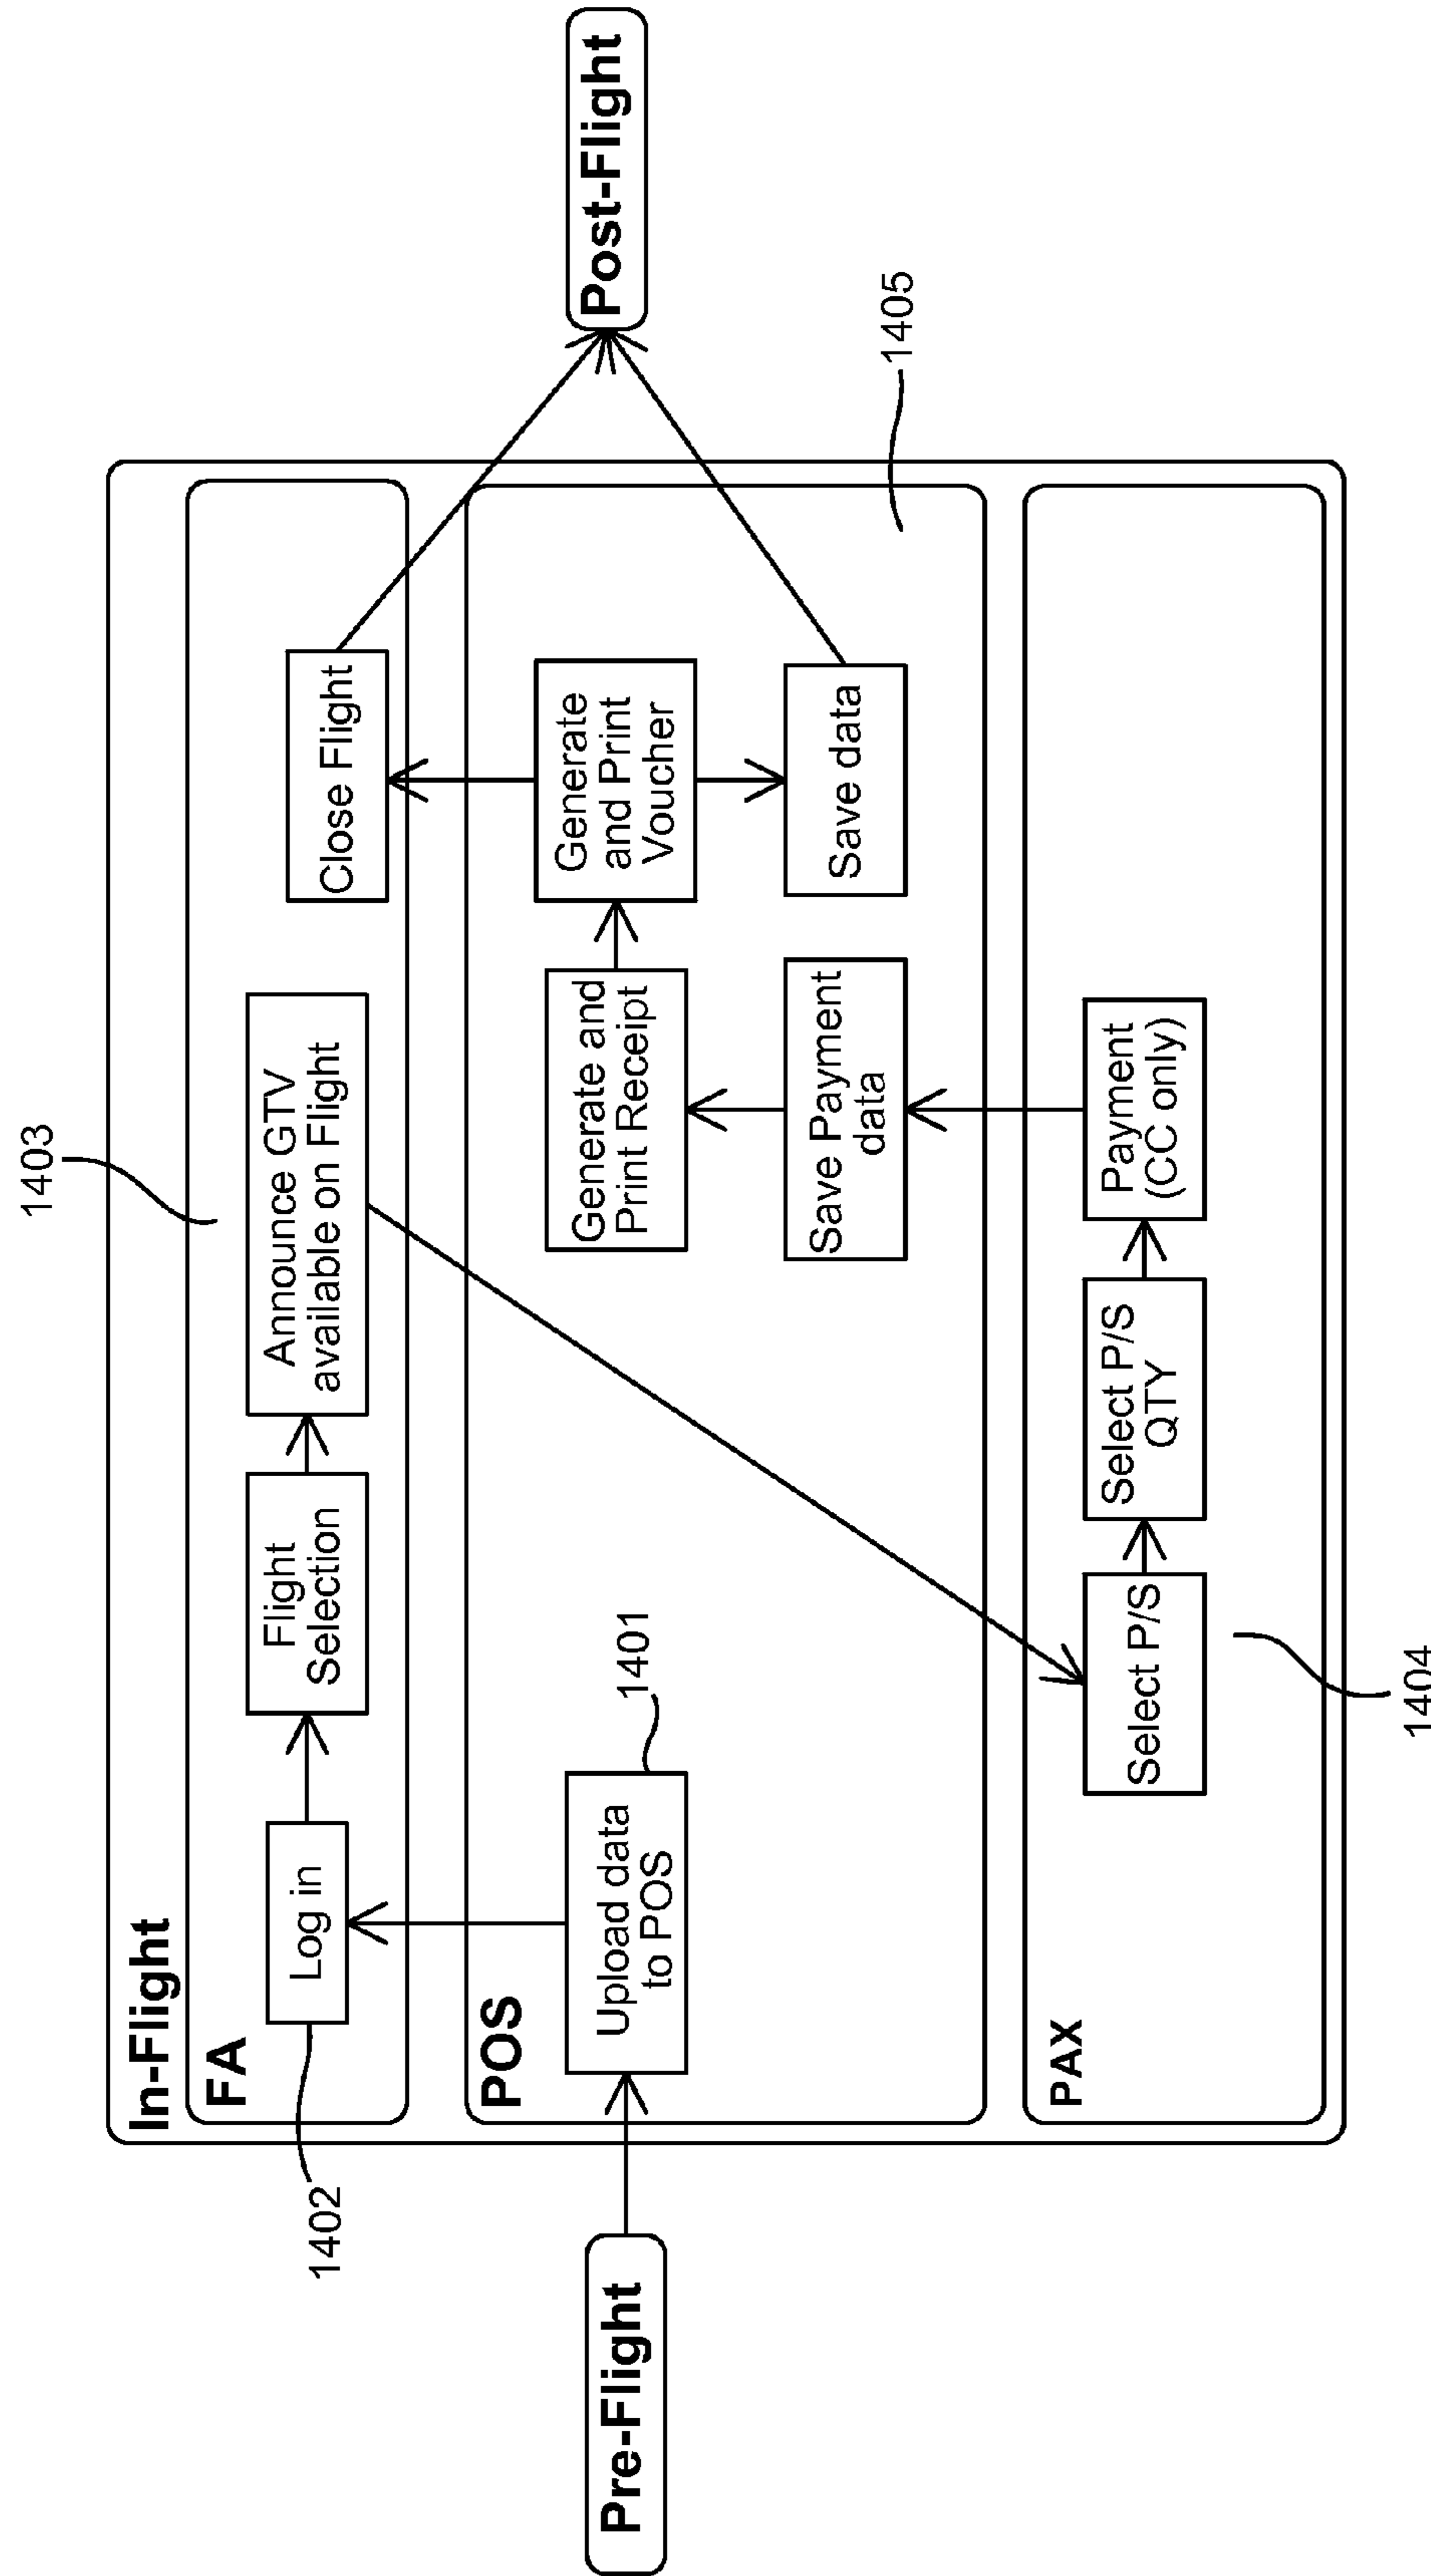 In-Flight
FA
1402
Log in
Flight
Selection
1403
Announce GTV
available on Flight
Close Flight
Pre-Flight
POS
Upload data
to POS
1401
Generate and
Print Receipt
Generate
and Print
Voucher
Save Payment
data
Save data
1405
Post-Flight
PAX
Select P/S
1404
Select P/S
QTY
Payment
(CC only)